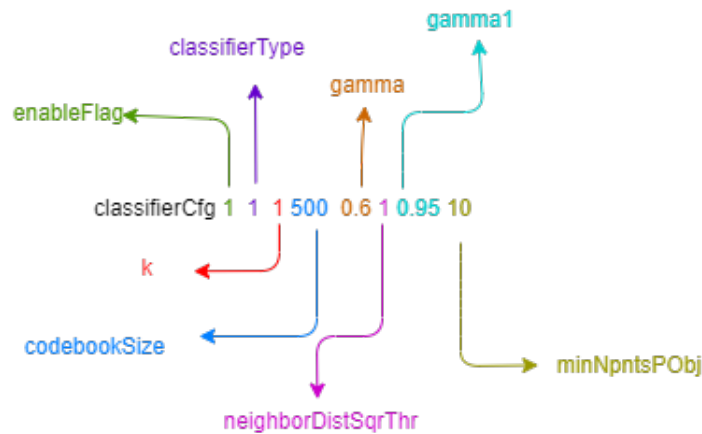 gamma1
classifierType
gamma
enableFlag
classifierCfg 1 1 1 500 0.6 1 0.95 10
k
codebookSize
minNpntsPObj
neighborDistSqrThr